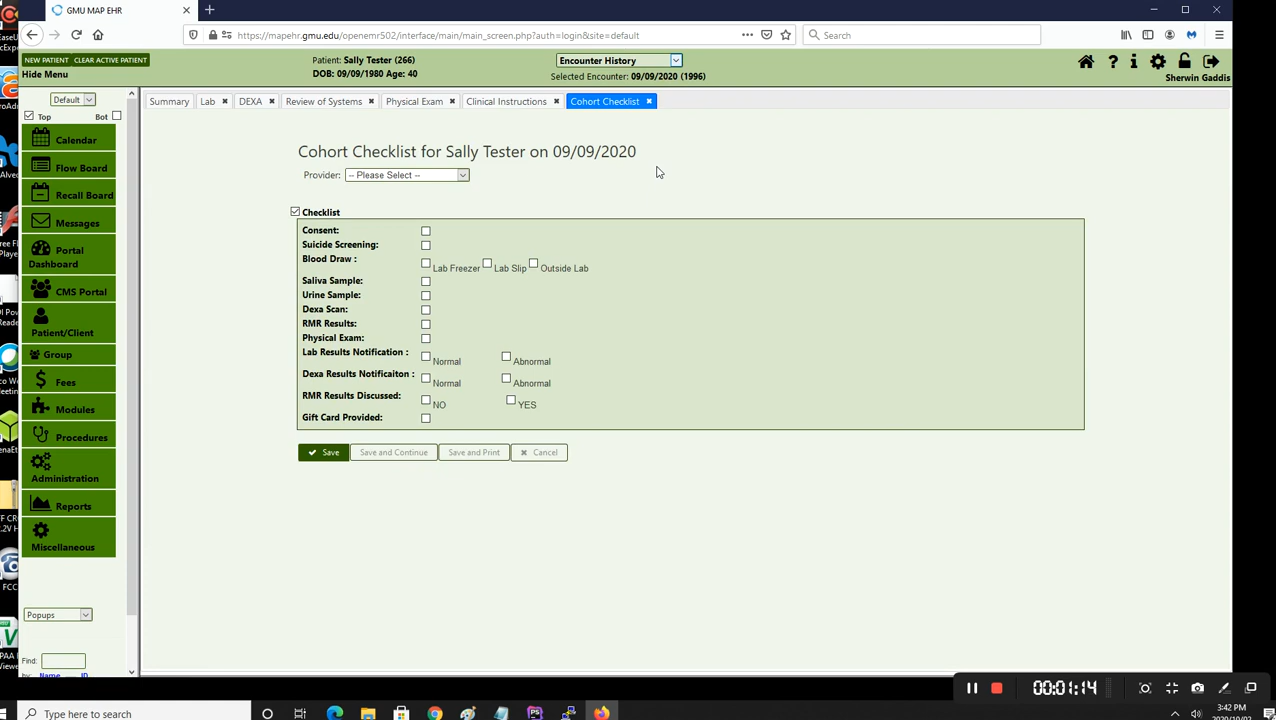 GMU MAP EHR
https://mapehr.gmu.edu/openemr502/interface/main/main_screen.php?auth=login&site=default
Search
NEW PATIENT CLEAR ACTIVE PATIENT
Hide Menu
Patient: Sally Tester (266)
DOB: 09/09/1980 Age: 40
Encounter History
Selected Encounter: 09/09/2020 (1996)
Sherwin Gaddis
Default
Top Bot
Summary Lab DEXA Review of Systems Physical Exam Clinical Instructions Cohort Checklist
Calendar
Flow Board
Recall Board
Messages
Portal
Dashboard
CMS Portal
Patient/Client
Group
Fees
Modules
Procedures
Administration
Reports
Miscellaneous
Popups
Find:
by: Name ID
Cohort Checklist for Sally Tester on 09/09/2020
Provider: -- Please Select --
Checklist
Consent:
Suicide Screening:
Blood Draw :
Lab Freezer Lab Slip Outside Lab
Saliva Sample:
Urine Sample:
Dexa Scan:
RMR Results:
Physical Exam:
Lab Results Notification :
Normal Abnormal
Dexa Results Notificaiton :
Normal Abnormal
RMR Results Discussed:
NO YES
Gift Card Provided:
Save Save and Continue Save and Print Cancel
00:01:14
Type here to search
3:42 PM
2020/10/02